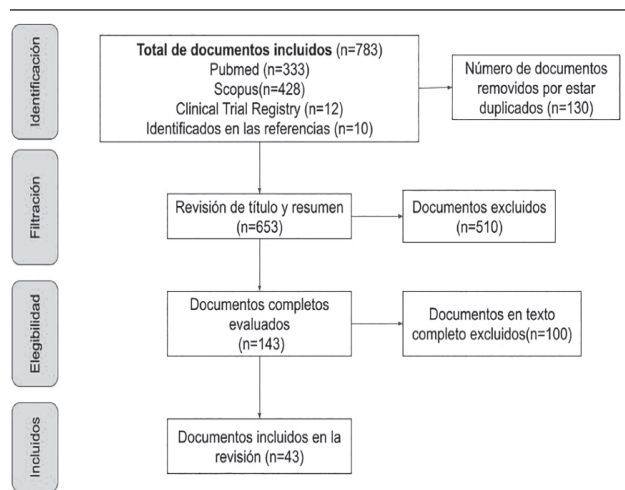 Identificación
Total de documentos incluidos (n=783)
Pubmed (n=333)
Scopus(n=428)
Clinical Trial Registry (n=12)
Identificados en las referencias (n=10)
Número de documentos
removidos por estar
duplicados (n=130)
Filtración
Revisión de título y resumen
(n=653)
Documentos excluidos
(n=510)
Elegibilidad
Documentos completos
evaluados
(n=143)
Documentos en texto
completo excluidos(n=100)
Incluidos
Documentos incluidos en la
revisión (n=43)